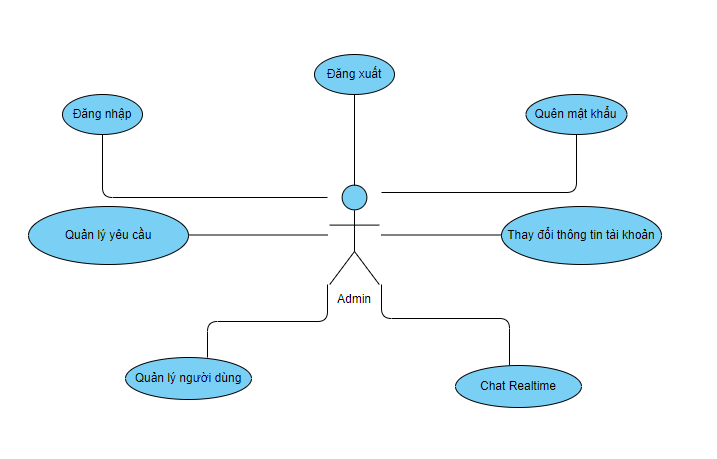 Đăng xuất
Đăng nhập
Quên mật khẩu
Quản lý yêu cầu
Thay đổi thông tin tài khoản
Admin
Quản lý người dùng
Chat Realtime